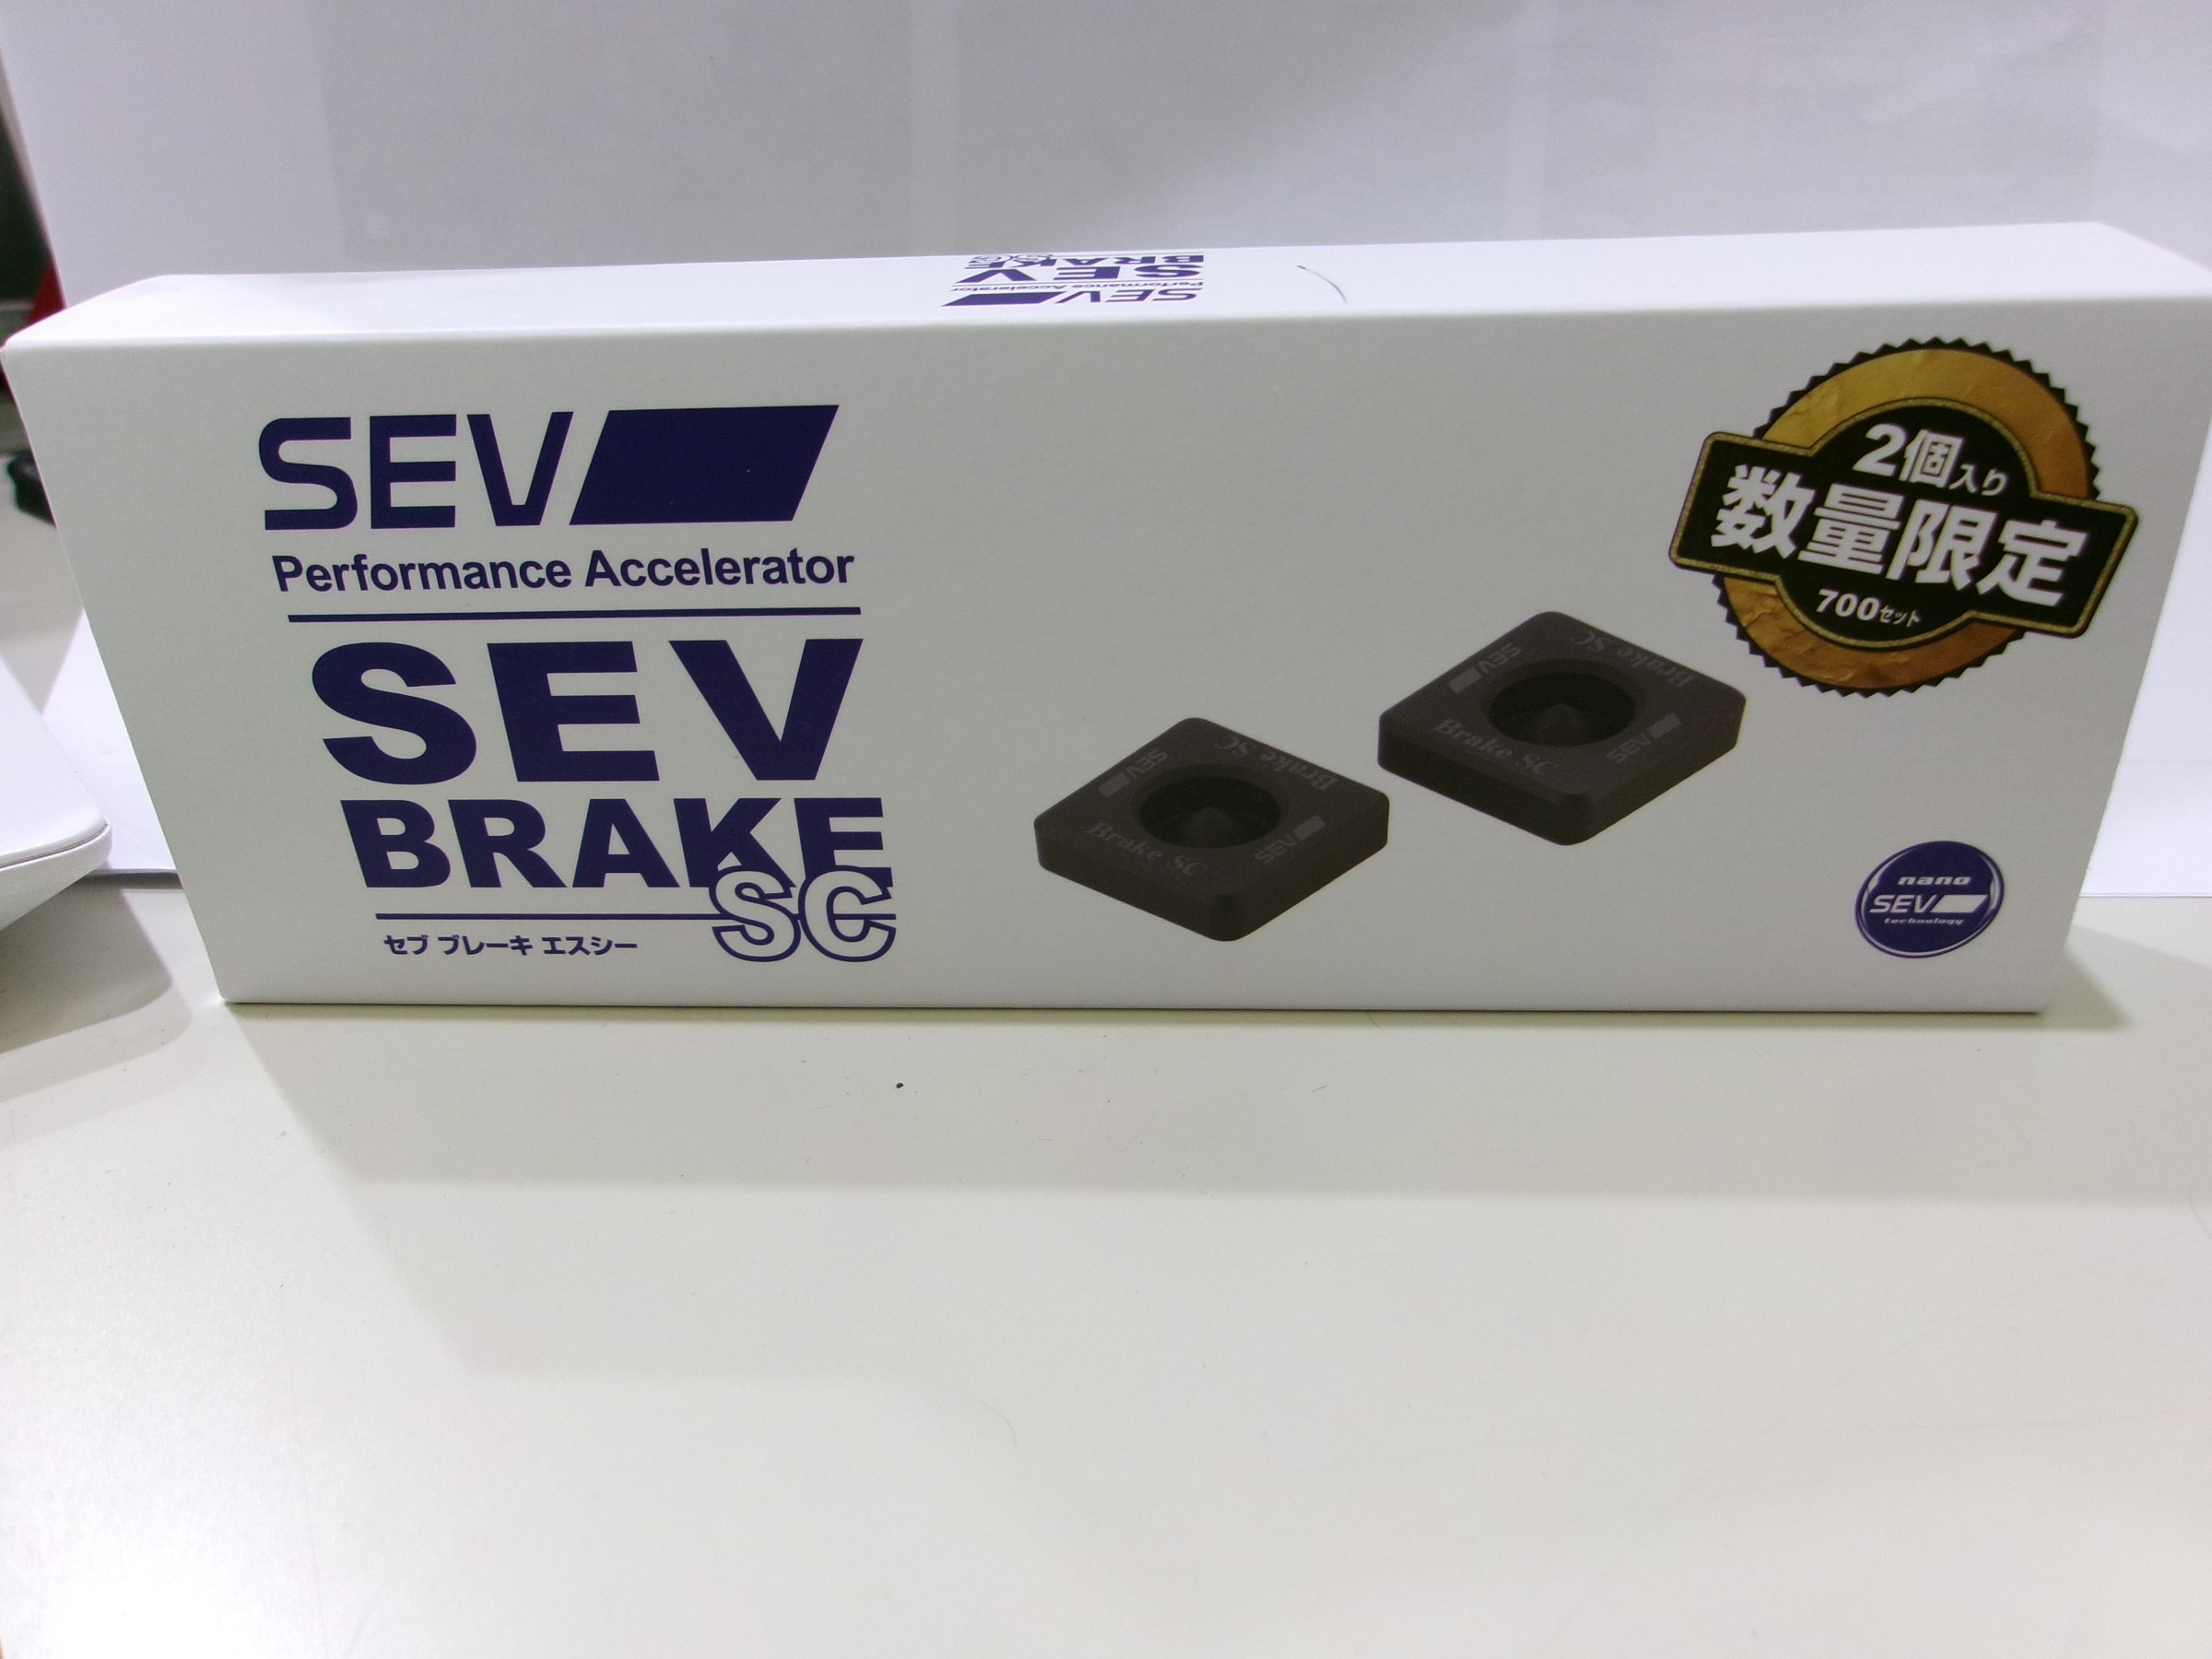 SEV
Performance Accelerator
SEV
BRAKE
SC
SEV
Performance Accelerator
SEV
BRAKE
SC
セブ ブレーキ エスシー
Brake SC
SEV
Brake SC
SEV
Brake SC
SEV
Brake SC
SEV
2個入り
数量限定
700セット
nano
SEV
technology